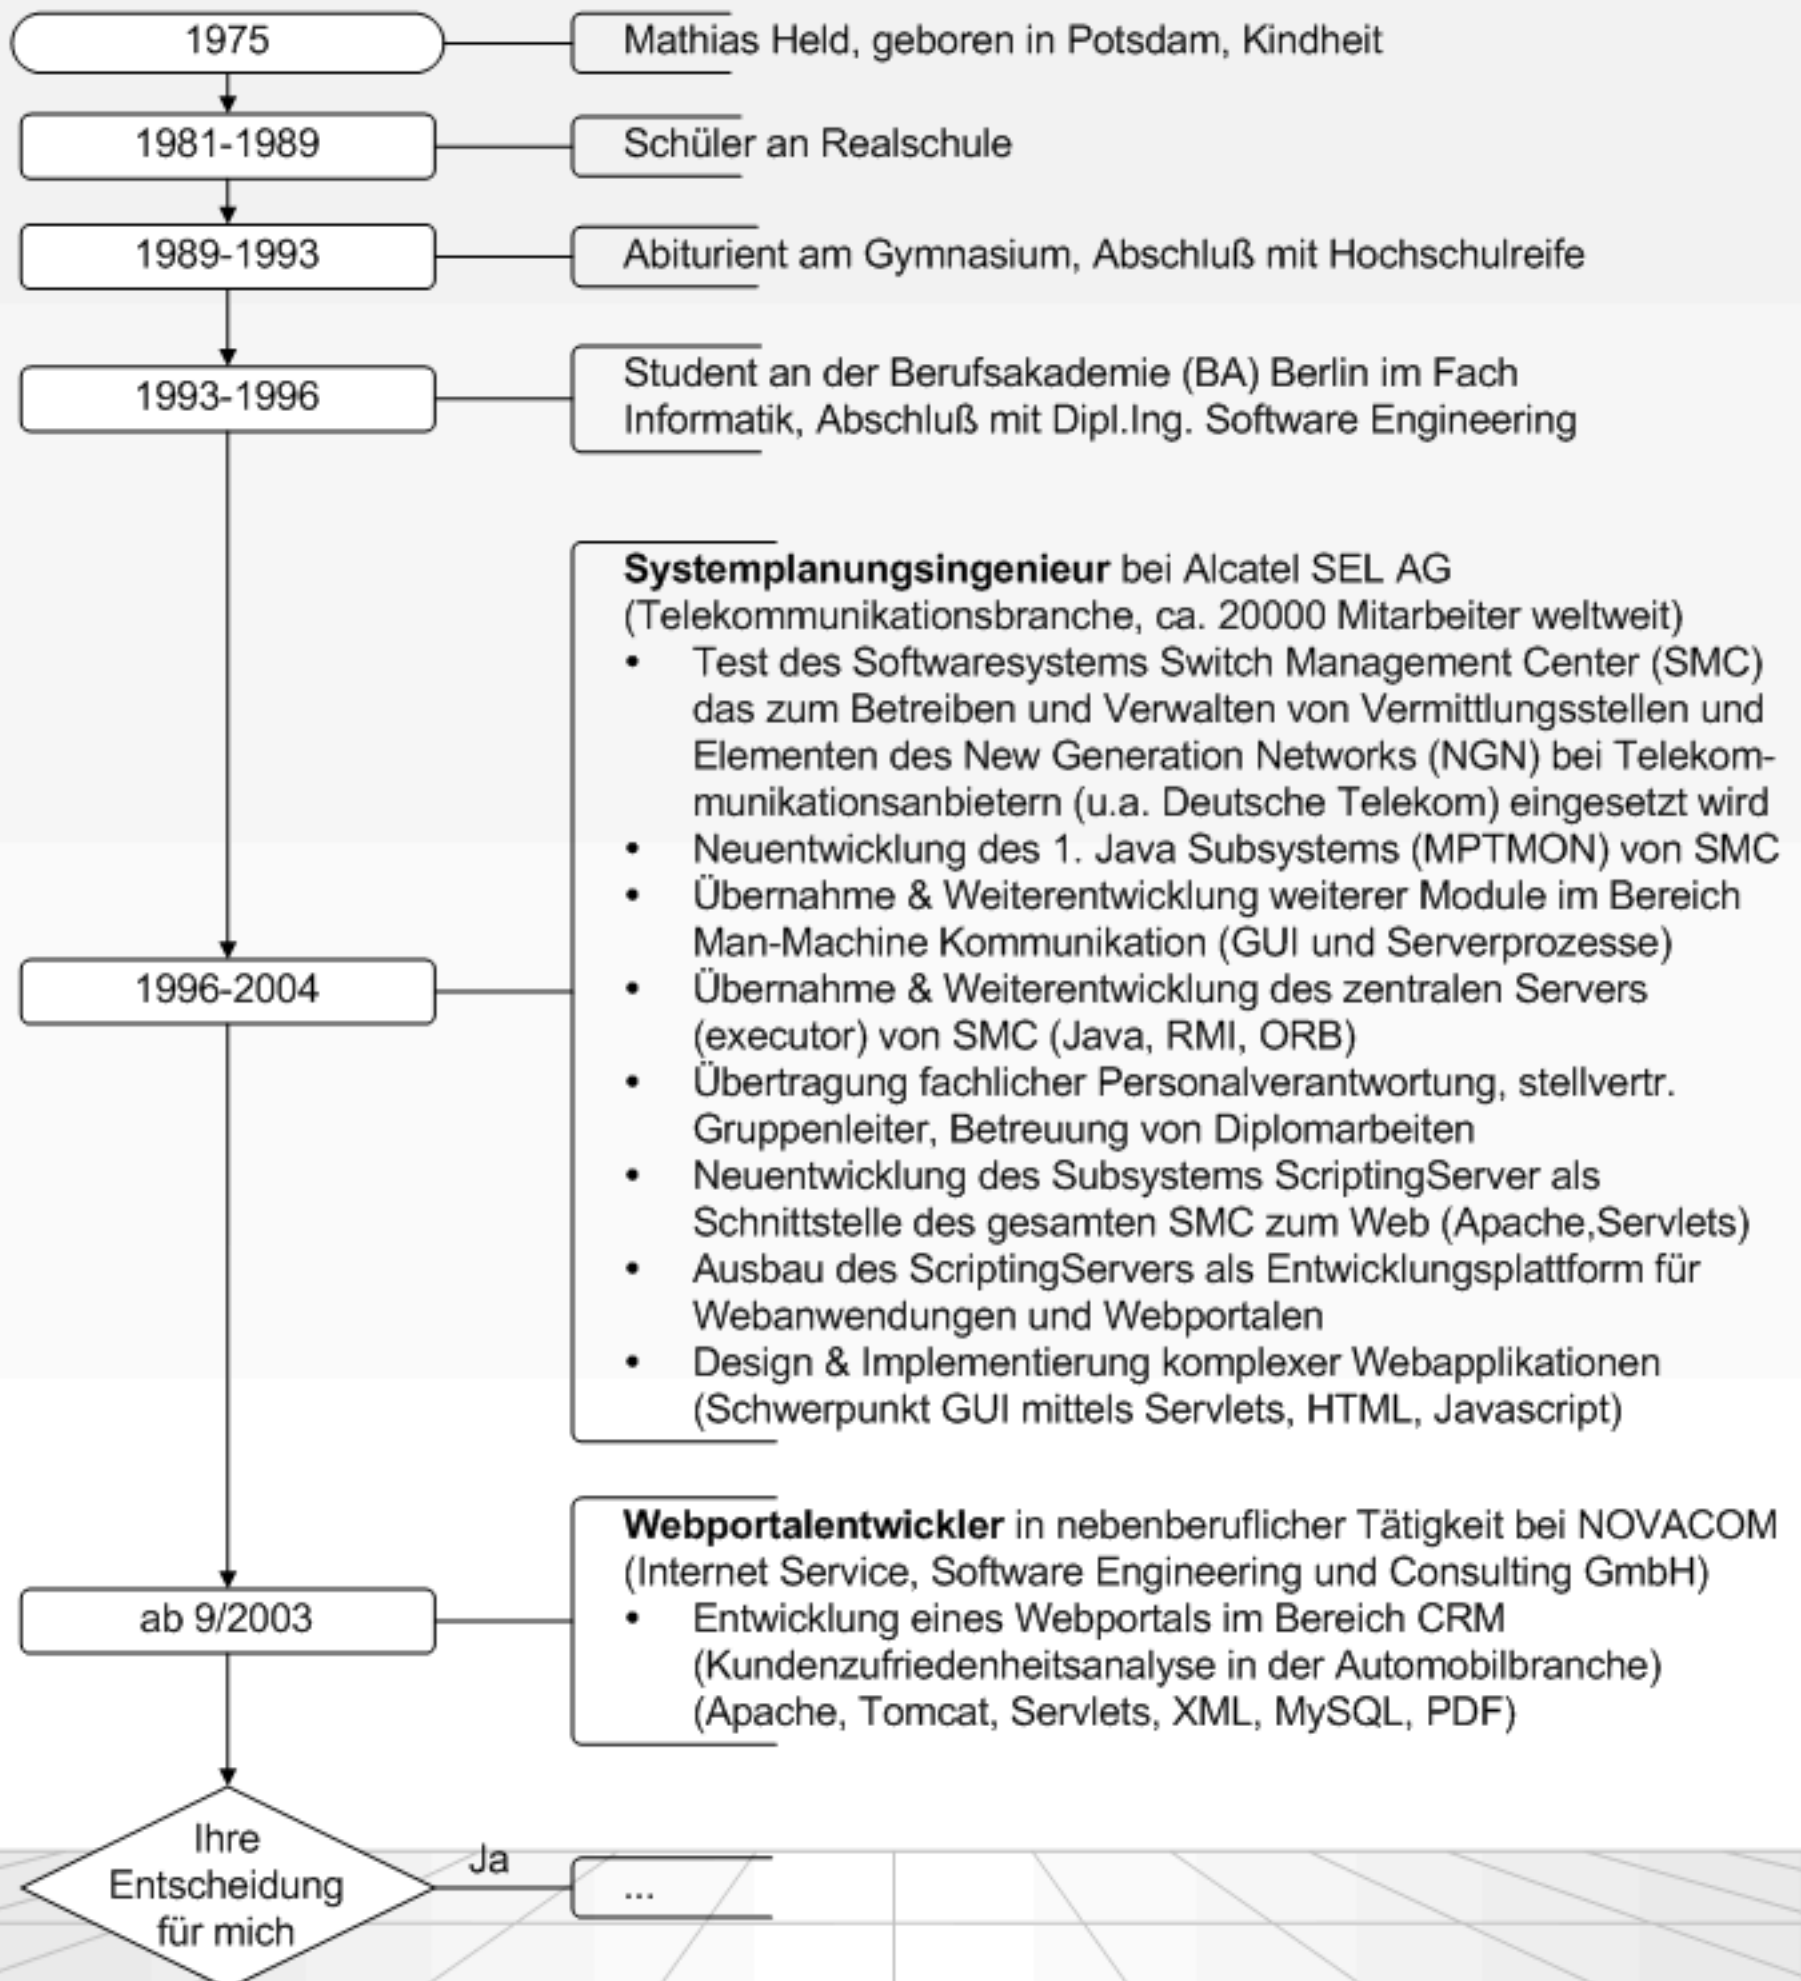 1975
Mathias Held, geboren in Potsdam, Kindheit
1981-1989
Schüler an Realschule
1989-1993
Abiturient am Gymnasium, Abschluß mit Hochschulreife
1993-1996
Student an der Berufsakademie (BA) Berlin im Fach
Informatik, Abschluß mit Dipl.Ing. Software Engineering
1996-2004
Systemplanungsingenieur bei Alcatel SEL AG
(Telekommunikationsbranche, ca. 20000 Mitarbeiter weltweit)
• Test des Softwaresystems Switch Management Center (SMC)
das zum Betreiben und Verwalten von Vermittlungsstellen und
Elementen des New Generation Networks (NGN) bei Telekom-
munikationsanbietern (u.a. Deutsche Telekom) eingesetzt wird
• Neuentwicklung des 1. Java Subsystems (MPTMON) von SMC
• Übernahme & Weiterentwicklung weiterer Module im Bereich
Man-Machine Kommunikation (GUI und Serverprozesse)
• Übernahme & Weiterentwicklung des zentralen Servers
(executor) von SMC (Java, RMI, ORB)
• Übertragung fachlicher Personalverantwortung, stellvertr.
Gruppenleiter, Betreuung von Diplomarbeiten
• Neuentwicklung des Subsystems ScriptingServer als
Schnittstelle des gesamten SMC zum Web (Apache,Servlets)
• Ausbau des ScriptingServers als Entwicklungsplattform für
Webanwendungen und Webportalen
• Design & Implementierung komplexer Webapplikationen
(Schwerpunkt GUI mittels Servlets, HTML, Javascript)
ab 9/2003
Webportalentwickler in nebenberuflicher Tätigkeit bei NOVACOM
(Internet Service, Software Engineering und Consulting GmbH)
• Entwicklung eines Webportals im Bereich CRM
(Kundenzufriedenheitsanalyse in der Automobilbranche)
(Apache, Tomcat, Servlets, XML, MySQL, PDF)
Ihre
Entscheidung
für mich
Ja
...